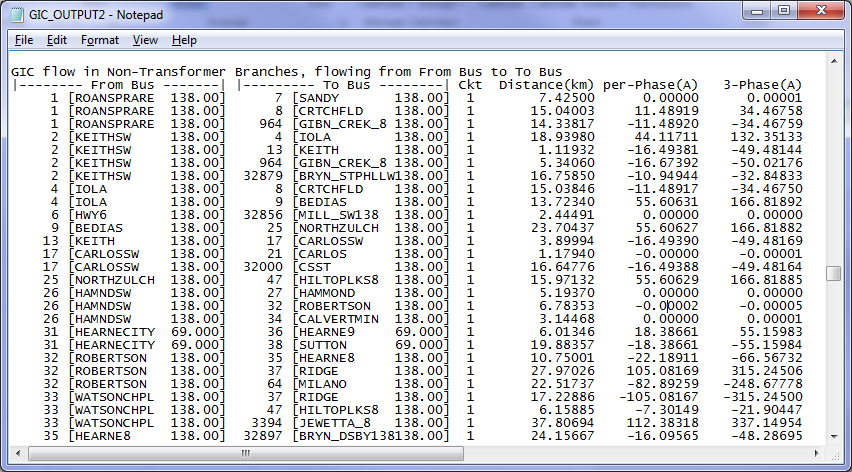 GIC_OUTPUT2 - Notepad
File Edit Format View Help
GIC flow in Non-Transformer Branches, flowing from From Bus to To Bus
|-------- From Bus -------| |--------- To Bus ---------| Ckt Distance(km) per-Phase(A) 3-Phase(A)
1 [ROANSPRARE 138.00] 7 [SANDY 138.00] 1 7.42500 0.00000 0.00001
1 [ROANSPRARE 138.00] 8 [CRTCHFLD 138.00] 1 15.04003 11.48919 34.46758
1 [ROANSPRARE 138.00] 964 [GIBN_CREK_8 138.00] 1 14.33817 -11.48920 -34.46759
2 [KEITHSW 138.00] 4 [IOLA 138.00] 1 18.93980 44.11711 132.35133
2 [KEITHSW 138.00] 13 [KEITH 138.00] 1 1.11932 -16.49381 -49.48144
2 [KEITHSW 138.00] 964 [GIBN_CREK_8 138.00] 1 5.34060 -16.67392 -50.02176
2 [KEITHSW 138.00] 32879 [BRYN_STPHLLW138.00] 1 16.75850 -10.94944 -32.84833
4 [IOLA 138.00] 8 [CRTCHFLD 138.00] 1 15.03846 -11.48917 -34.46750
4 [IOLA 138.00] 9 [BEDIAS 138.00] 1 13.72340 55.60631 166.81892
6 [HWY6 138.00] 32856 [MILL_SW138 138.00] 1 2.44491 0.00000 0.00000
9 [BEDIAS 138.00] 25 [NORTHZULCH 138.00] 1 23.70437 55.60627 166.81882
13 [KEITH 138.00] 17 [CARLOSSW 138.00] 1 3.89994 -16.49390 -49.48169
17 [CARLOSSW 138.00] 21 [CARLOS 138.00] 1 1.17940 -0.00000 -0.00001
17 [CARLOSSW 138.00] 32000 [CSST 138.00] 1 16.64776 -16.49388 -49.48164
25 [NORTHZULCH 138.00] 47 [HILTOPLKS8 138.00] 1 15.97132 55.60629 166.81885
26 [HAMNDSW 138.00] 27 [HAMMOND 138.00] 1 5.19370 0.00000 0.00000
26 [HAMNDSW 138.00] 32 [ROBERTSON 138.00] 1 6.78353 -0.00002 -0.00005
26 [HAMNDSW 138.00] 34 [CALVERTMIN 138.00] 1 3.14468 0.00000 0.00001
31 [HEARNECITY 69.000] 36 [HEARNE9 69.000] 1 6.01346 18.38661 55.15983
31 [HEARNECITY 69.000] 38 [SUTTON 69.000] 1 19.88357 -18.38661 -55.15984
32 [ROBERTSON 138.00] 35 [HEARNE8 138.00] 1 10.75001 -22.18911 -66.56732
32 [ROBERTSON 138.00] 37 [RIDGE 138.00] 1 27.97026 105.08169 315.24506
32 [ROBERTSON 138.00] 64 [MILANO 138.00] 1 22.51737 -82.89259 -248.67778
33 [WATSONCHPL 138.00] 37 [RIDGE 138.00] 1 17.22886 -105.08167 -315.24500
33 [WATSONCHPL 138.00] 47 [HILTOPLKS8 138.00] 1 6.15885 -7.30149 -21.90447
33 [WATSONCHPL 138.00] 3394 [JEWETTA_8 138.00] 1 37.80694 112.38318 337.14954
35 [HEARNE8 138.00] 32897 [BRYN_DSBY138138.00] 1 24.15667 -16.09565 -48.28695